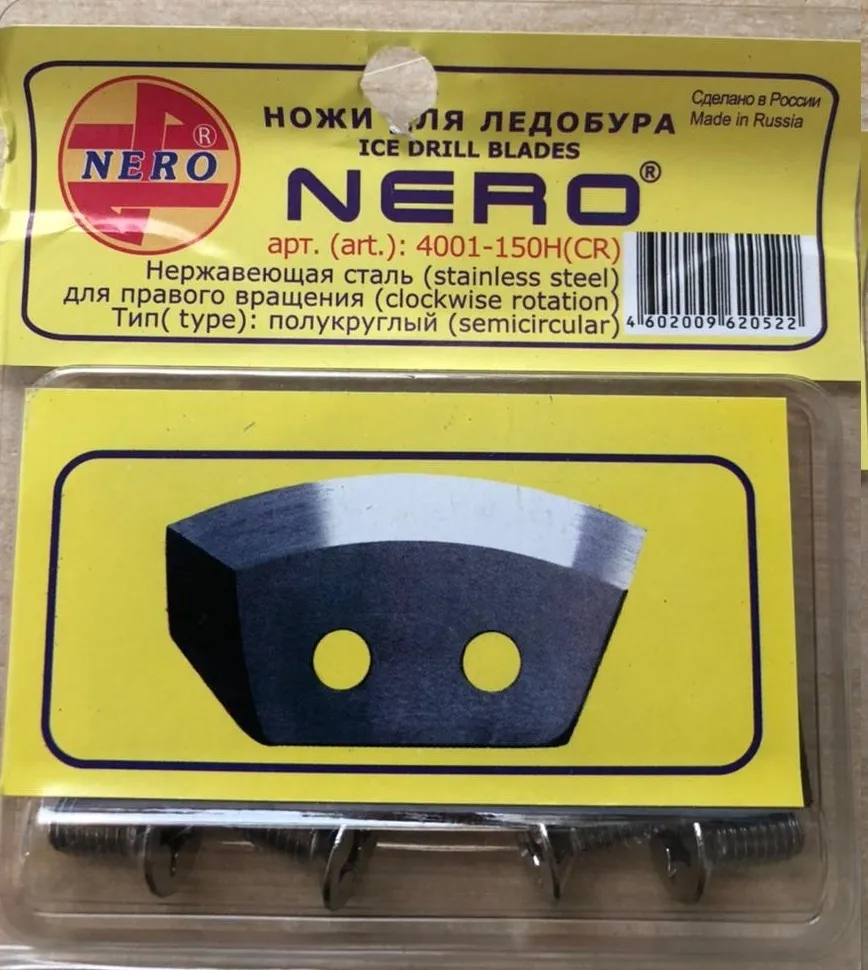 NERO ®
НОЖИ ДЛЯ ЛЕДОБУРА
Сделано в России
Made in Russia
ICE DRILL BLADES
NERO®
арт. (art.): 4001-150H(CR)
Нержавеющая сталь (stainless steel)
для правого вращения (clockwise rotation)
Тип( type): полукруглый (semicircular)
4 602009 620522